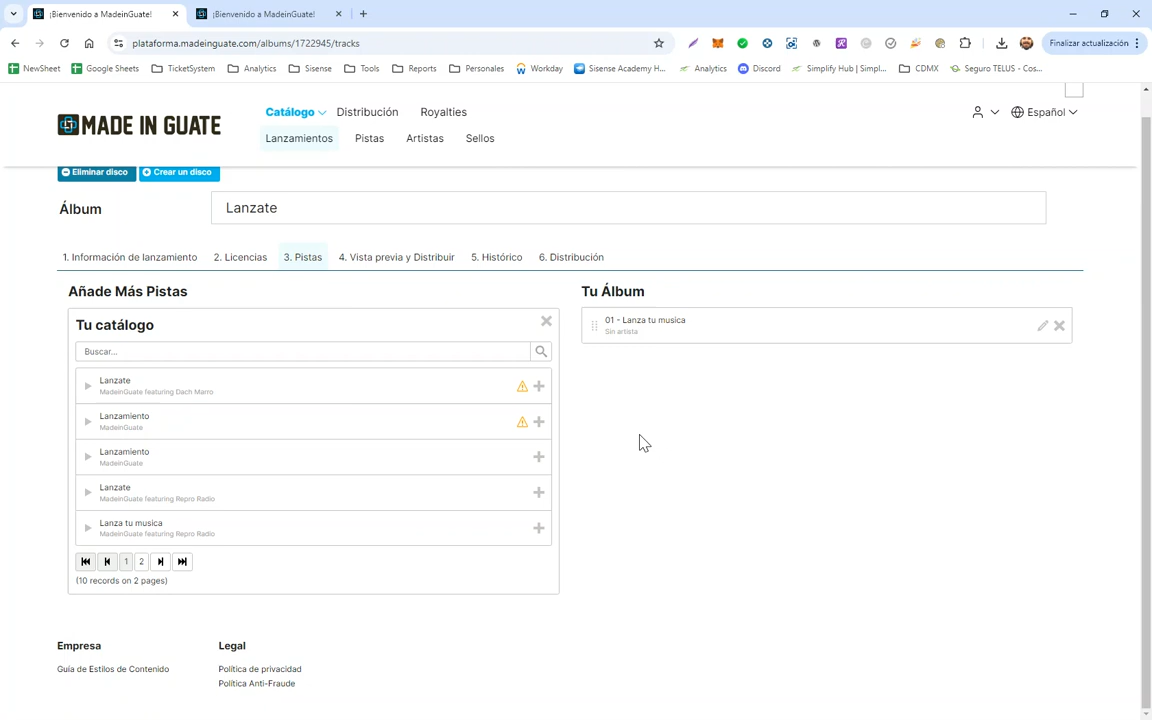 ¡Bienvenido a MadeinGuate!
¡Bienvenido a MadeinGuate!
plataforma.madeinguate.com/albums/1722945/tracks
Finalizar actualización
NewSheet
Google Sheets
TicketSystem
Analytics
Sisense
Tools
Reports
Personales
Workday
Sisense Academy H...
Analytics
Discord
Simplify Hub | Simpl...
CDMX
Seguro TELUS - Cos...
MADE IN GUATE
Catálogo
Distribución
Royalties
Español
Lanzamientos
Pistas
Artistas
Sellos
Eliminar disco
Crear un disco
Álbum
Lanzate
1. Información de lanzamiento
2. Licencias
3. Pistas
4. Vista previa y Distribuir
5. Histórico
6. Distribución
Añade Más Pistas
Tu catálogo
Buscar...
Lanzate
MadeinGuate featuring Dach Marro
Lanzamiento
MadeinGuate
Lanzamiento
MadeinGuate
Lanzate
MadeinGuate featuring Repro Radio
Lanza tu musica
MadeinGuate featuring Repro Radio
1
2
(10 records on 2 pages)
Tu Álbum
01 - Lanza tu musica
Sin artista
Empresa
Guía de Estilos de Contenido
Legal
Política de privacidad
Política Anti-Fraude